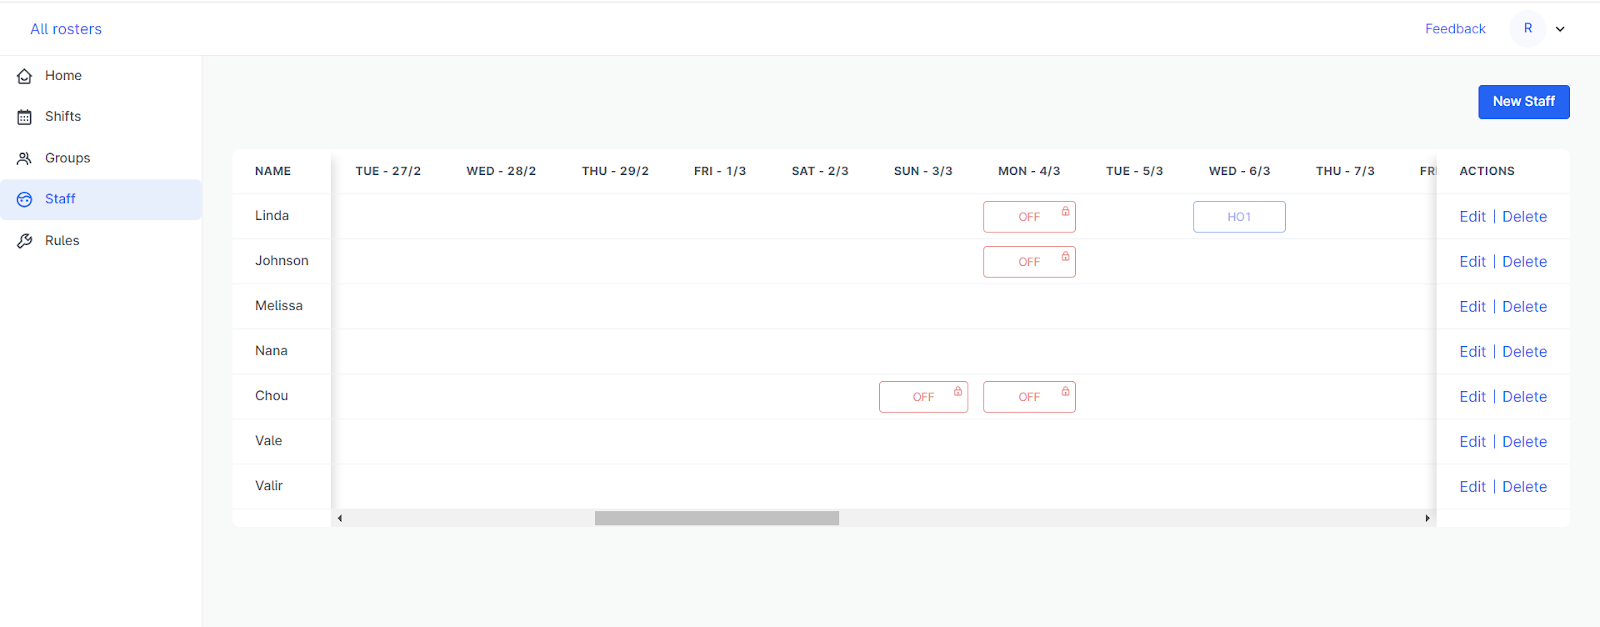 All rosters
Feedback R
Home
Shifts
Groups
Staff
Rules
New Staff
NAME TUE - 27/2 WED - 28/2 THU - 29/2 FRI - 1/3 SAT - 2/3 SUN - 3/3 MON - 4/3 TUE - 5/3 WED - 6/3 THU - 7/3 FRI ACTIONS
Linda OFF HO1 Edit | Delete
Johnson OFF Edit | Delete
Melissa Edit | Delete
Nana Edit | Delete
Chou OFF OFF Edit | Delete
Vale Edit | Delete
Valir Edit | Delete